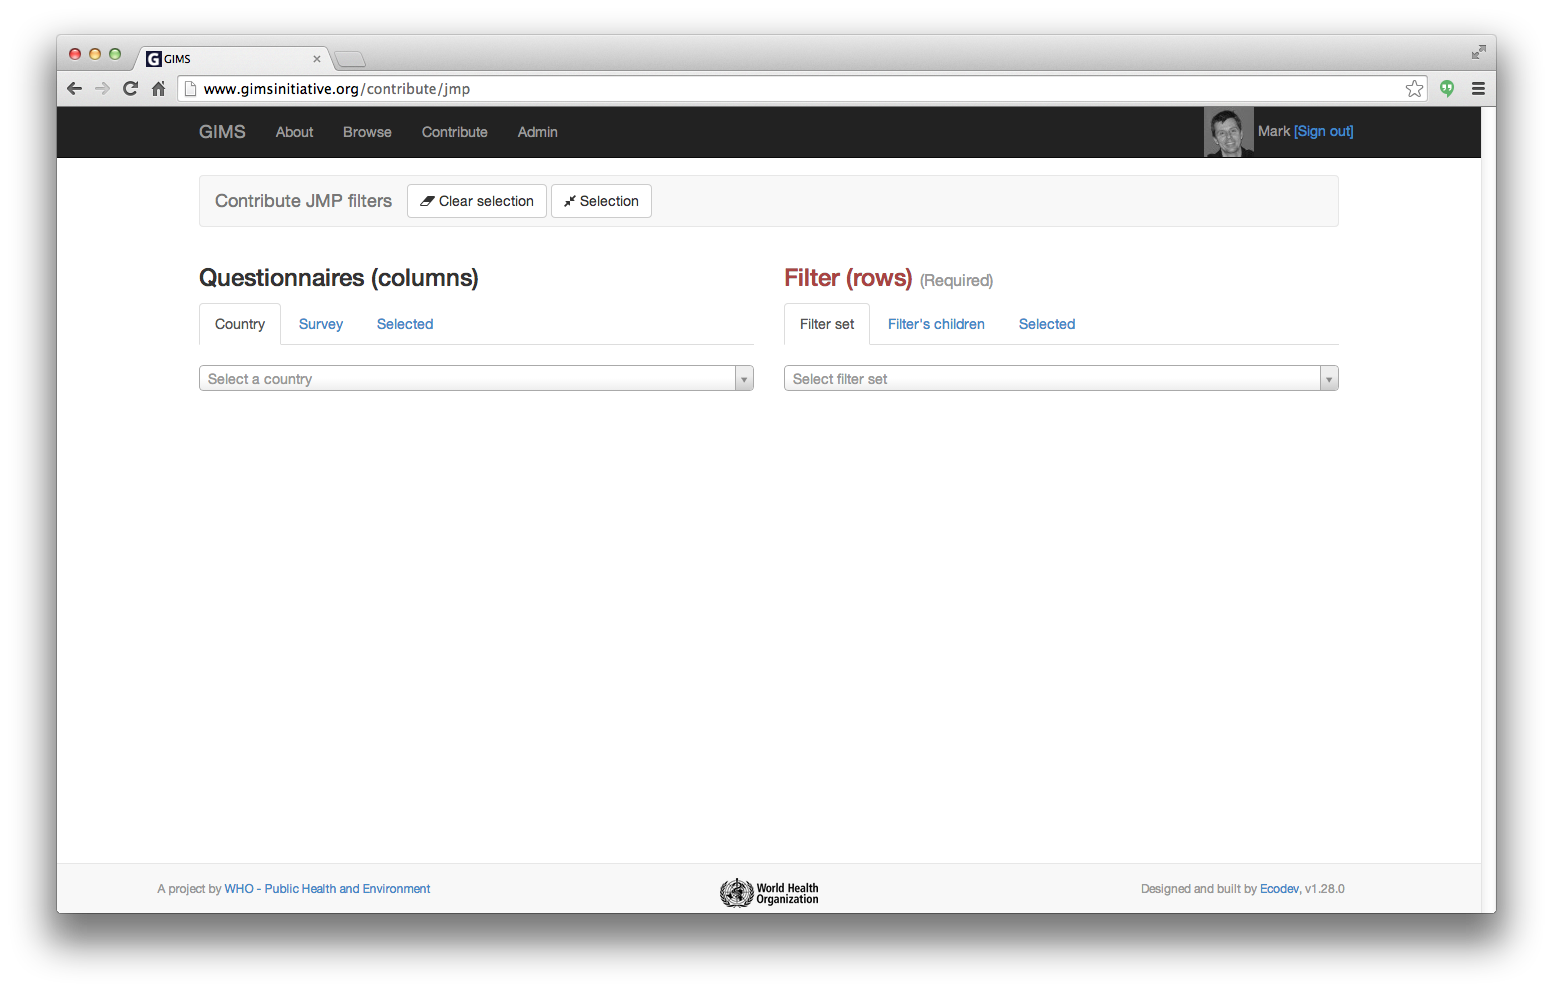 GIMS
www.gimsinitiative.org/contribute/jmp
GIMS About Browse Contribute Admin Mark [Sign out]
Contribute JMP filters Clear selection Selection
Questionnaires (columns)
Country Survey Selected
Select a country
Filter (rows) (Required)
Filter set Filter's children Selected
Select filter set
A project by WHO - Public Health and Environment
World Health
Organization
Designed and built by Ecodev, v1.28.0